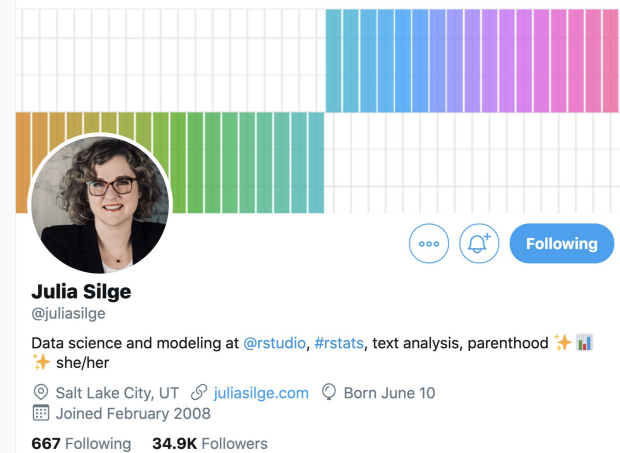 Following
Julia Silge
@juliasilge
Data science and modeling at @rstudio, #rstats, text analysis, parenthood ✨ 📊
✨ she/her
Salt Lake City, UT juliasilge.com Born June 10
Joined February 2008
667 Following 34.9K Followers